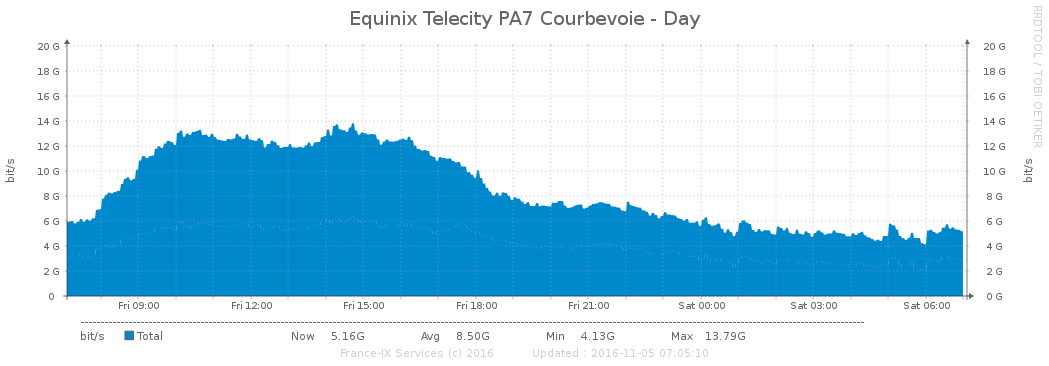 Equinix Telecity PA7 Courbevoie - Day
RRDTOOL / TOBI OETIKER
bit/s
20 G
18 G
16 G
14 G
12 G
10 G
8 G
6 G
4 G
2 G
0
20 G
18 G
16 G
14 G
12 G
10 G
8 G
6 G
4 G
2 G
0 G
bit/s
Fri 09:00 Fri 12:00 Fri 15:00 Fri 18:00 Fri 21:00 Sat 00:00 Sat 03:00 Sat 06:00
bit/s Total Now 5.16G Avg 8.50G Min 4.13G Max 13.79G
France-IX Services (c) 2016 Updated : 2016-11-05 07:05:10